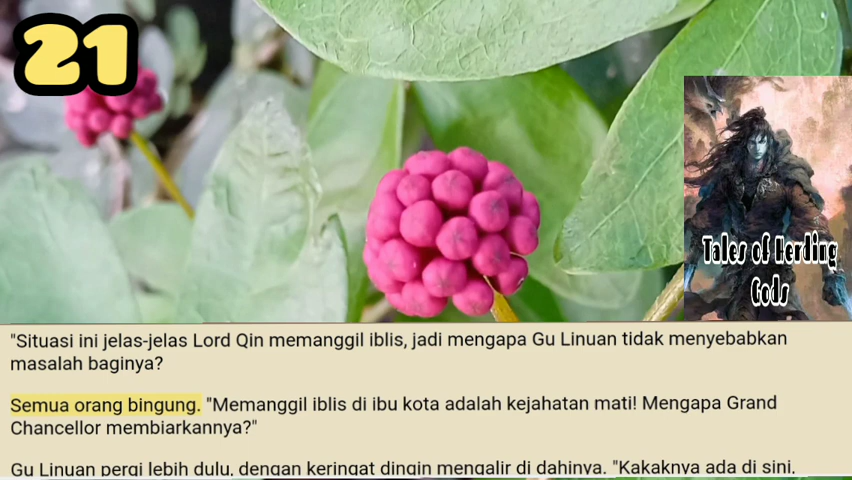 21
Tales of Herding
Gods
"Situasi ini jelas-jelas Lord Qin memanggil iblis, jadi mengapa Gu Linuan tidak menyebabkan
masalah baginya?
Semua orang bingung. "Memanggil iblis di ibu kota adalah kejahatan mati! Mengapa Grand
Chancellor membiarkannya?"
Gu Linuan pergi lebih dulu, dengan keringat dingin mengalir di dahinya. "Kakaknya ada di sini.